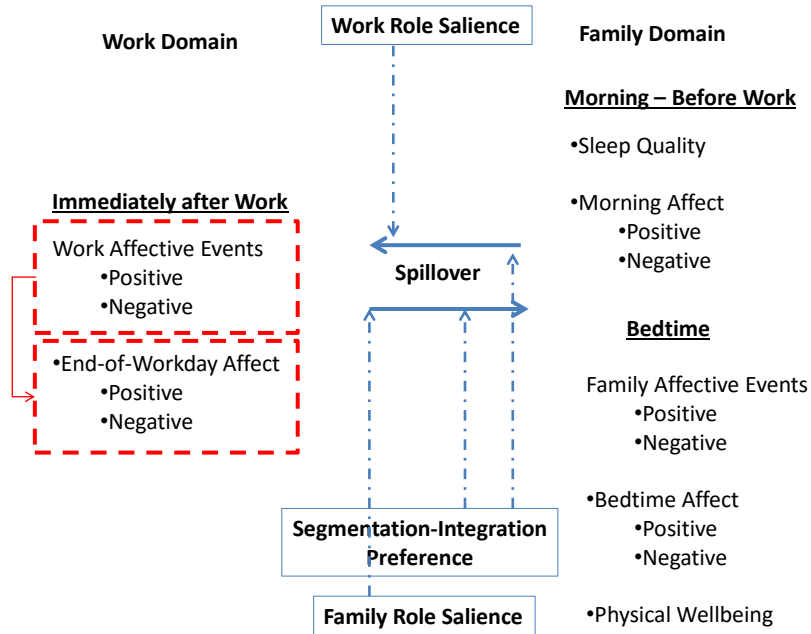 Work Domain
Work Role Salience
Family Domain
Morning – Before Work
•Sleep Quality
•Morning Affect
•Positive
•Negative
Immediately after Work
Work Affective Events
•Positive
•Negative
•End-of-Workday Affect
•Positive
•Negative
Spillover
Bedtime
Family Affective Events
•Positive
•Negative
•Bedtime Affect
•Positive
•Negative
•Physical Wellbeing
Segmentation-Integration
Preference
Family Role Salience